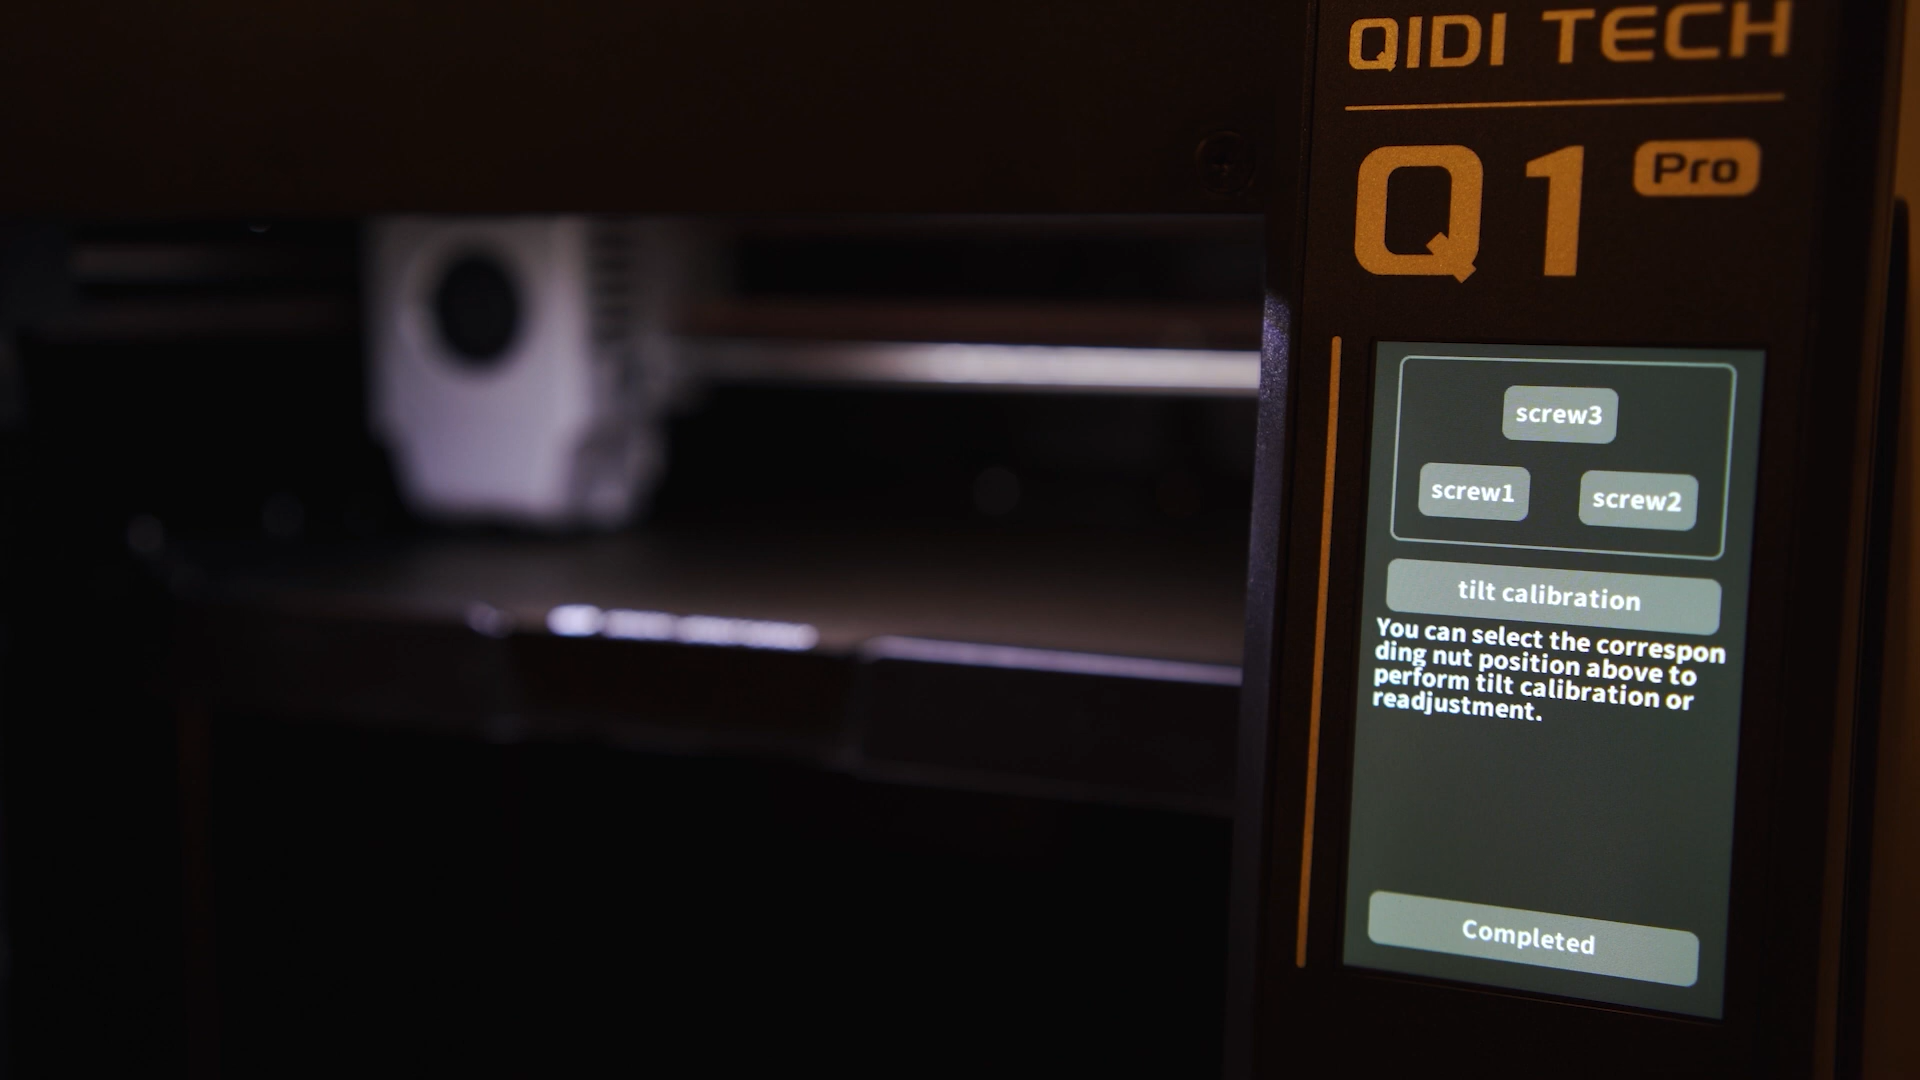 QIDI TECH
Q1 Pro
screw3
screw1 screw2
tilt calibration
You can select the correspon
ding nut position above to
perform tilt calibration or
readjustment.
Completed